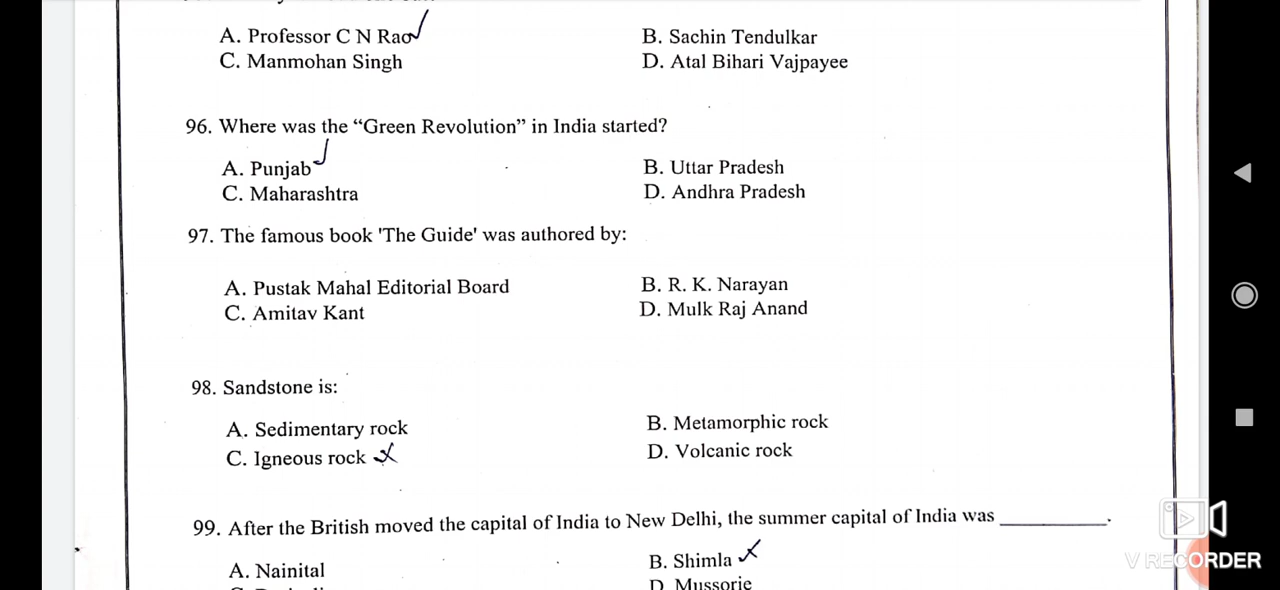 A. Professor C N Rao
B. Sachin Tendulkar
C. Manmohan Singh
D. Atal Bihari Vajpayee
96. Where was the “Green Revolution” in India started?
A. Punjab
B. Uttar Pradesh
C. Maharashtra
D. Andhra Pradesh
97. The famous book 'The Guide' was authored by:
A. Pustak Mahal Editorial Board
B. R. K. Narayan
C. Amitav Kant
D. Mulk Raj Anand
98. Sandstone is:
A. Sedimentary rock
B. Metamorphic rock
C. Igneous rock
D. Volcanic rock
99. After the British moved the capital of India to New Delhi, the summer capital of India was __________.
A. Nainital
B. Shimla
D. Mussorie
V RECORDER